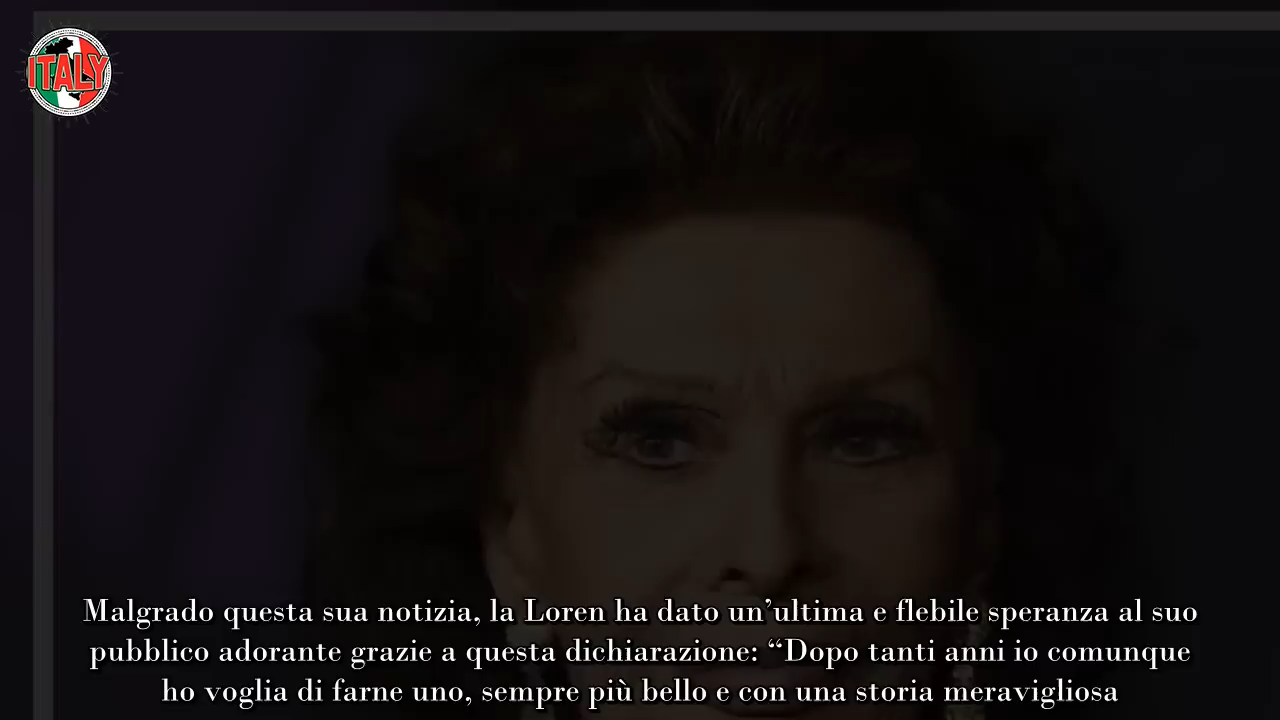 ITALY
Malgrado questa sua notizia, la Loren ha dato un’ultima e flebile speranza al suo
pubblico adorante grazie a questa dichiarazione: “Dopo tanti anni io comunque
ho voglia di farne uno, sempre più bello e con una storia meravigliosa